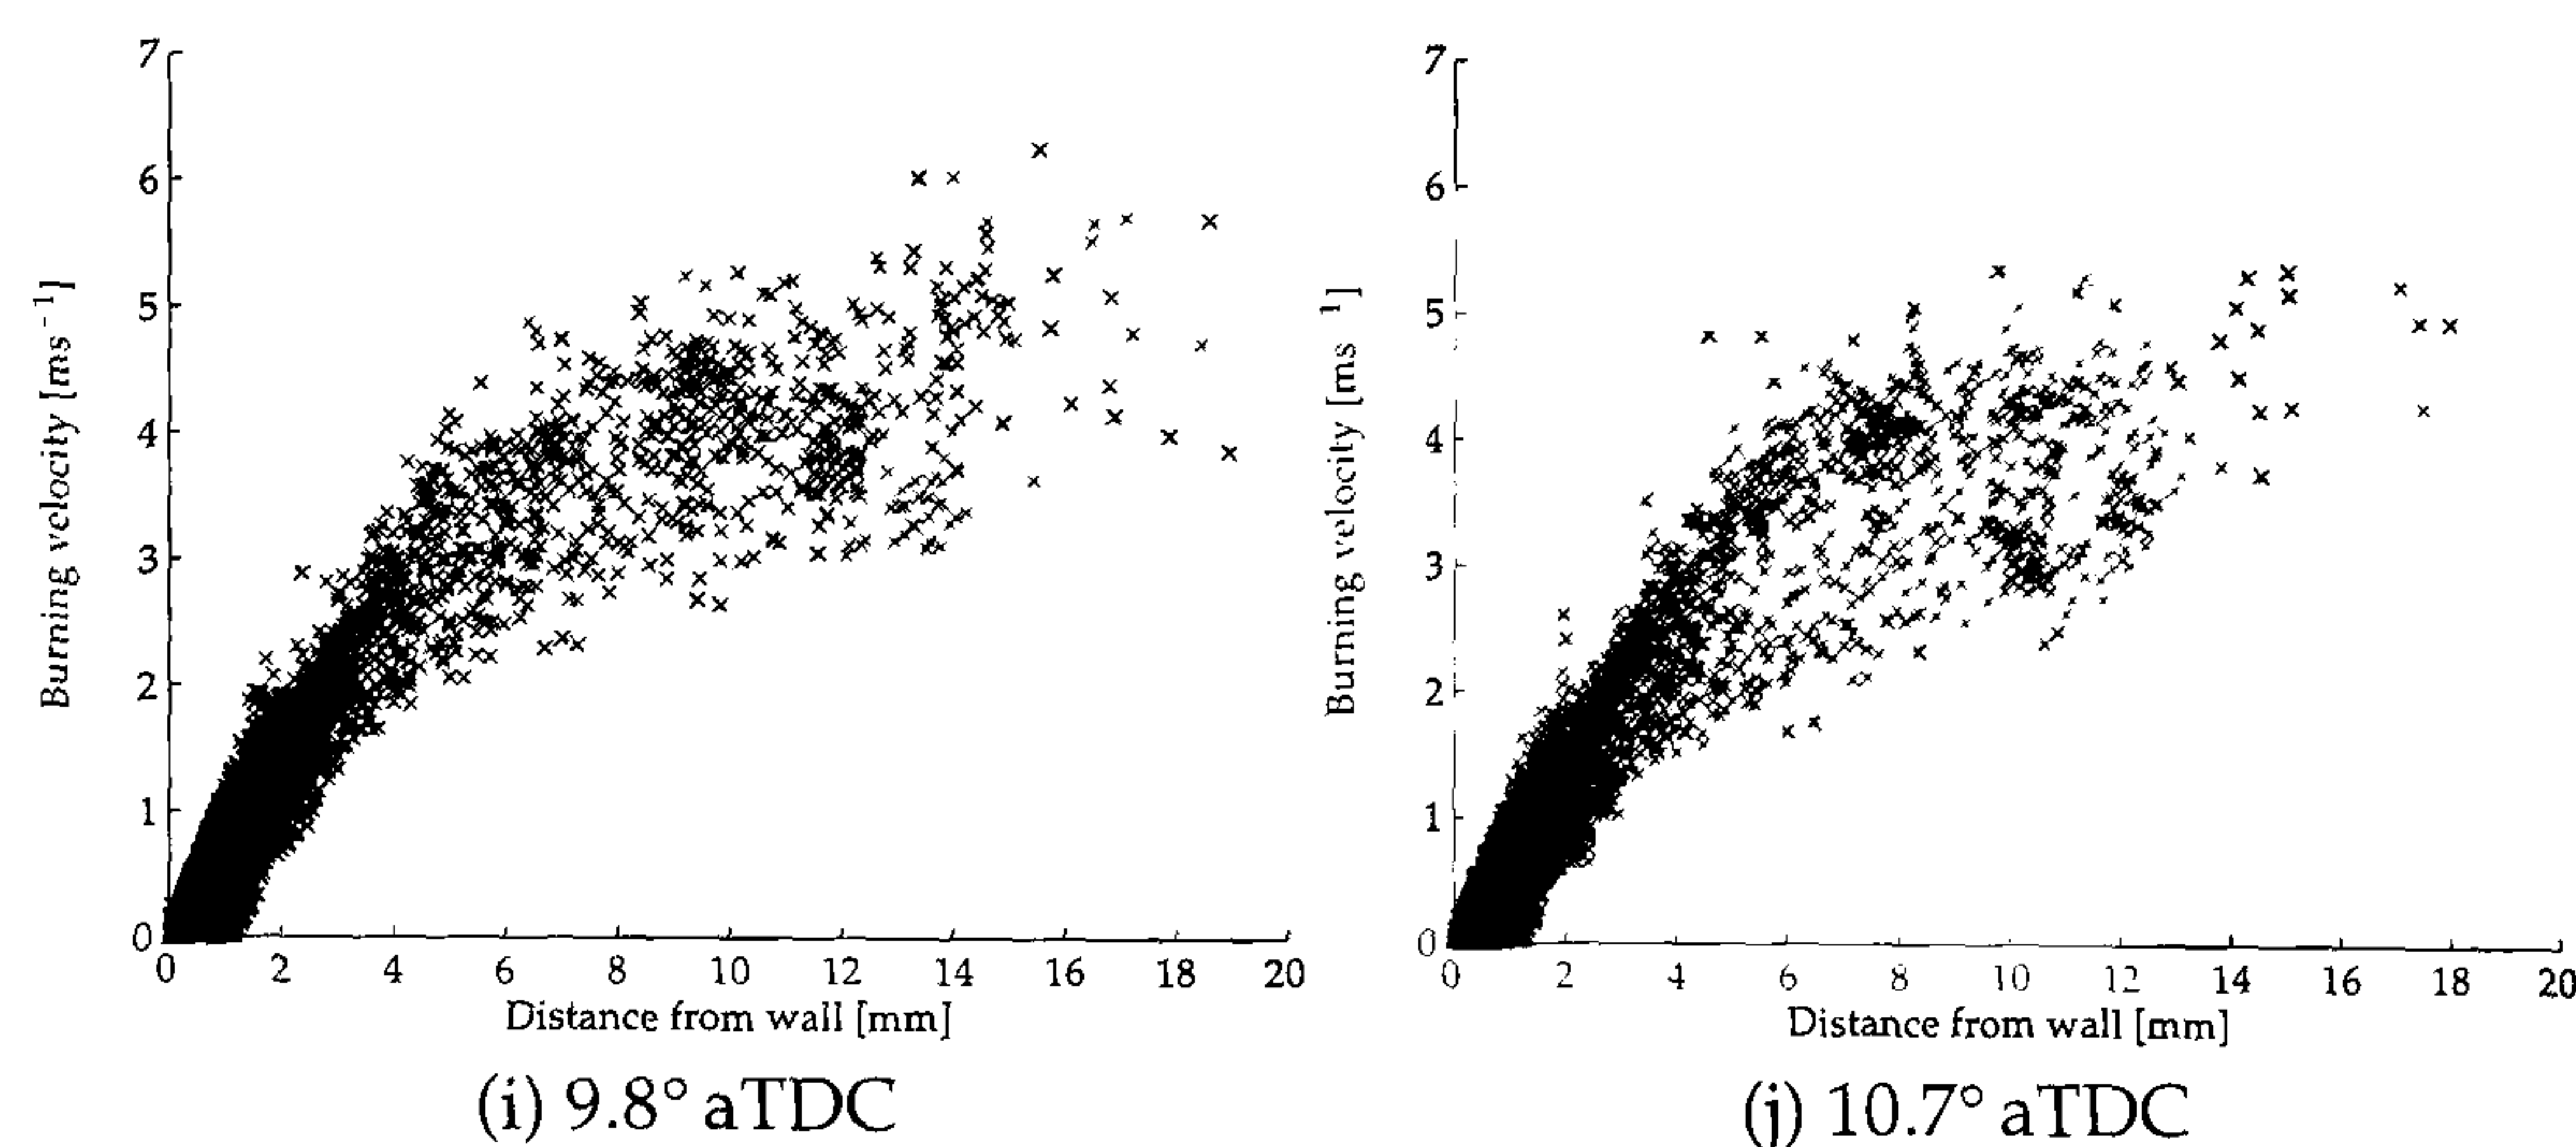 7
6
5
4
3
2
1
0
Burning velocity [ms⁻¹]
0 2 4 6 8 10 12 14 16 18 20
Distance from wall [mm]
(i) 9.8° aTDC
7
6
5
4
3
2
1
0
Burning velocity [ms ¹]
0 2 4 6 8 10 12 14 16 18 20
Distance from wall [mm]
(j) 10.7° aTDC